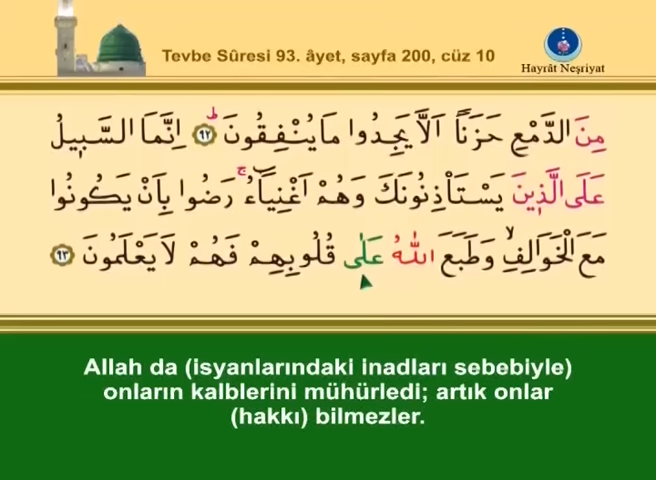 Tevbe Sûresi 93. âyet, sayfa 200, cüz 10
Hayrât Neşriyat
مِنَ الدَّمْعِ حَزَنًا اَلَّا يَجِدُوا مَا يُنْفِقُونَ ۜ ﴿٩٢﴾ اِنَّمَا السَّبٖيلُ
عَلَى الَّذٖينَ يَسْتَأْذِنُونَكَ وَهُمْ اَغْنِيَٓاءُ ۚ رَضُوا بِاَنْ يَكُونُوا
مَعَ الْخَوَالِفِ ۙ وَطَبَعَ اللّٰهُ عَلٰى قُلُوبِهِمْ فَهُمْ لَا يَعْلَمُونَ ﴿٩٣﴾
Allah da (isyanlarındaki inadları sebebiyle)
onların kalblerini mühürledi; artık onlar
(hakkı) bilmezler.